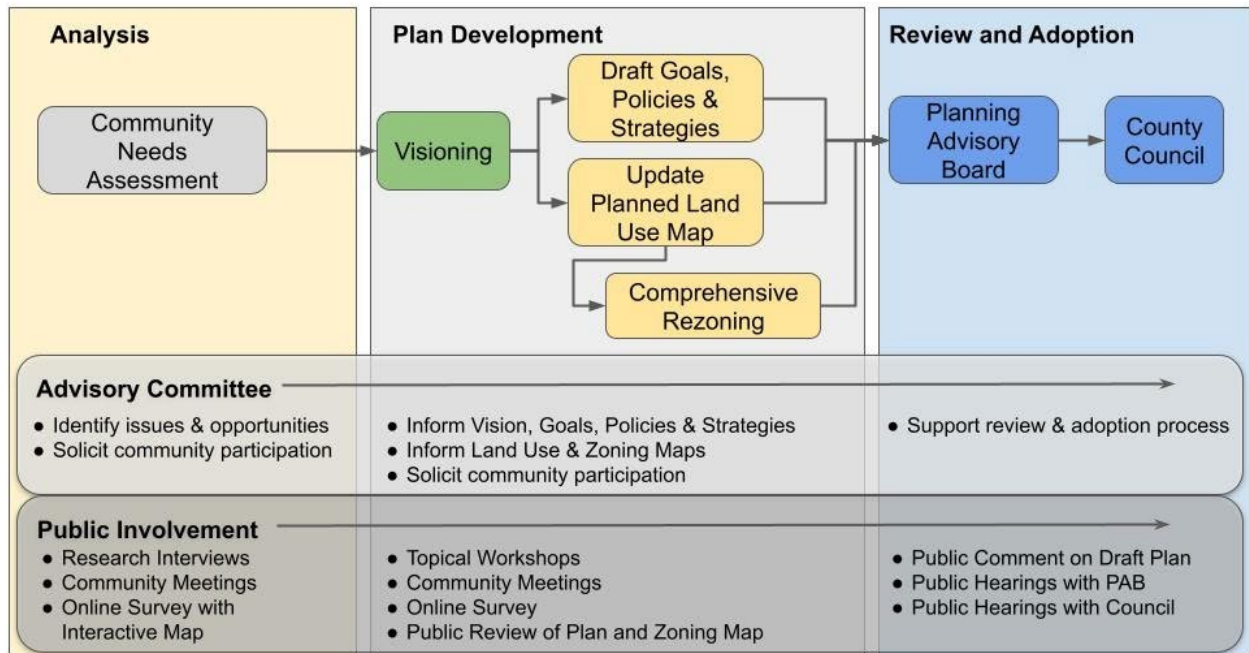 Analysis
Community
Needs
Assessment
Plan Development
Visioning
Draft Goals,
Policies &
Strategies
Update
Planned Land
Use Map
Comprehensive
Rezoning
Review and Adoption
Planning
Advisory
Board
County
Council
Advisory Committee
● Identify issues & opportunities
● Solicit community participation
● Inform Vision, Goals, Policies & Strategies
● Inform Land Use & Zoning Maps
● Solicit community participation
● Support review & adoption process
Public Involvement
● Research Interviews
● Community Meetings
● Online Survey with
Interactive Map
● Topical Workshops
● Community Meetings
● Online Survey
● Public Review of Plan and Zoning Map
● Public Comment on Draft Plan
● Public Hearings with PAB
● Public Hearings with Council